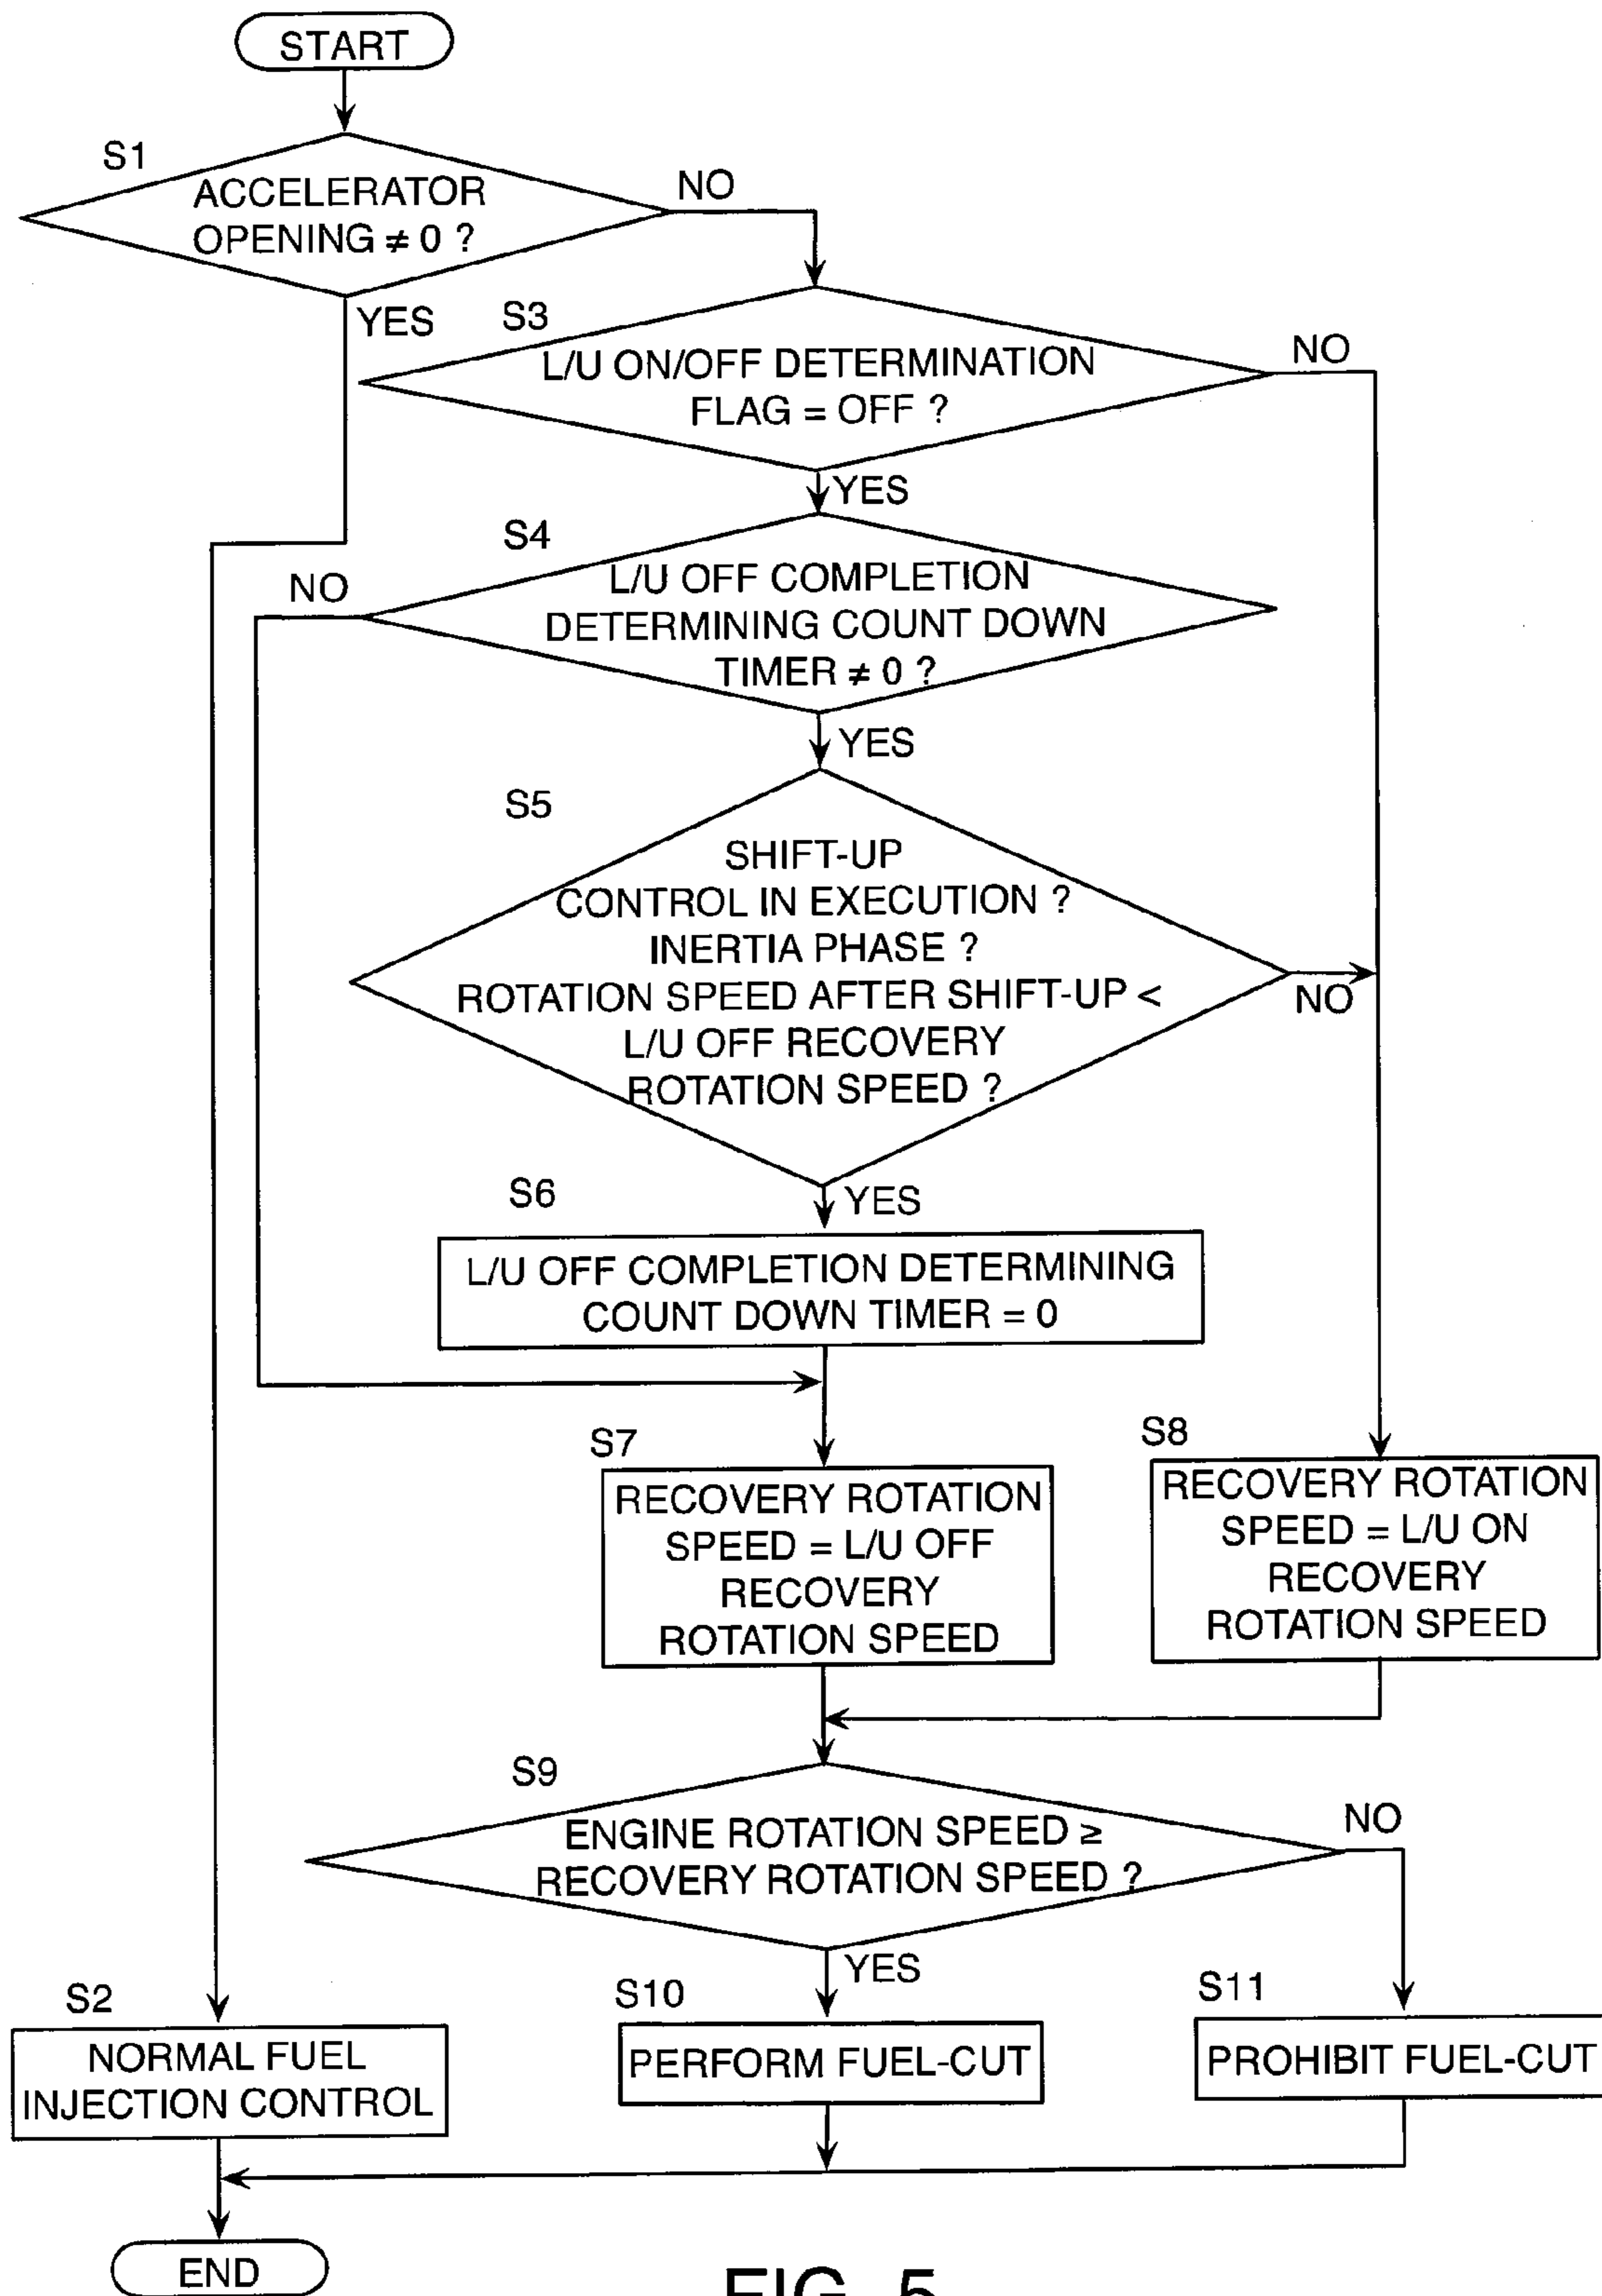 START
S1
ACCELERATOR
OPENING ≠ 0 ?
NO
YES
S3
L/U ON/OFF DETERMINATION
FLAG = OFF ?
NO
YES
S4
L/U OFF COMPLETION
DETERMINING COUNT DOWN
TIMER ≠ 0 ?
NO
YES
S5
SHIFT-UP
CONTROL IN EXECUTION ?
INERTIA PHASE ?
ROTATION SPEED AFTER SHIFT-UP <
L/U OFF RECOVERY
ROTATION SPEED ?
NO
YES
S6
L/U OFF COMPLETION DETERMINING
COUNT DOWN TIMER = 0
S7
RECOVERY ROTATION
SPEED = L/U OFF
RECOVERY
ROTATION SPEED
S8
RECOVERY ROTATION
SPEED = L/U ON
RECOVERY
ROTATION SPEED
S9
ENGINE ROTATION SPEED ≥
RECOVERY ROTATION SPEED ?
NO
YES
S2
NORMAL FUEL
INJECTION CONTROL
S10
PERFORM FUEL-CUT
S11
PROHIBIT FUEL-CUT
END
FIG. 5